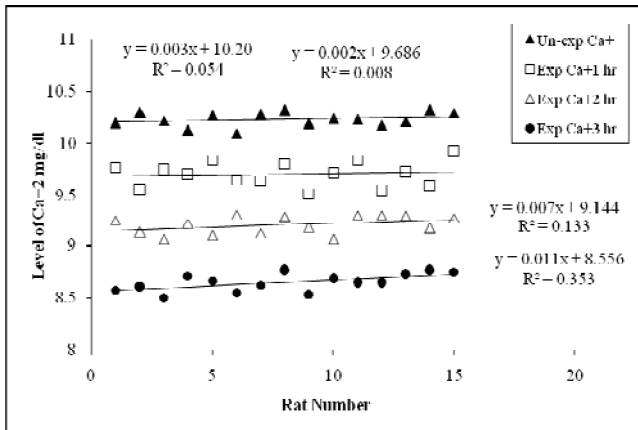 11
10.5
10
9.5
9
8.5
8
0
5
10
15
20
Level of Ca–2 mg/dl
Rat Number
y = 0.003x + 10.20
R² – 0.054
y = 0.002x + 9.686
R² = 0.008
y = 0.007x + 9.144
R² = 0.133
y = 0.011x + 8.556
R² – 0.353
Un-exp Ca+
Exp Ca+1 hr
Exp Ca+2 hr
Exp Ca+3 hr